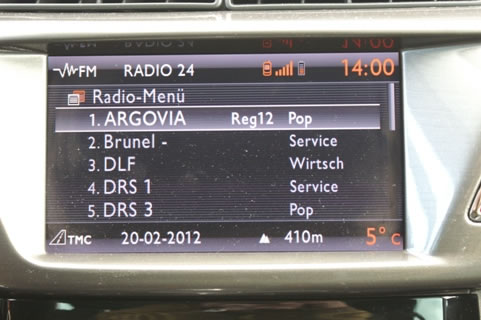 FM RADIO 24 14:00
Radio-Menü
1. ARGOVIA Reg12 Pop
2. Brunel - Service
3. DLF Wirtsch
4. DRS 1 Service
5. DRS 3 Pop
TMC 20-02-2012 410m 5° C